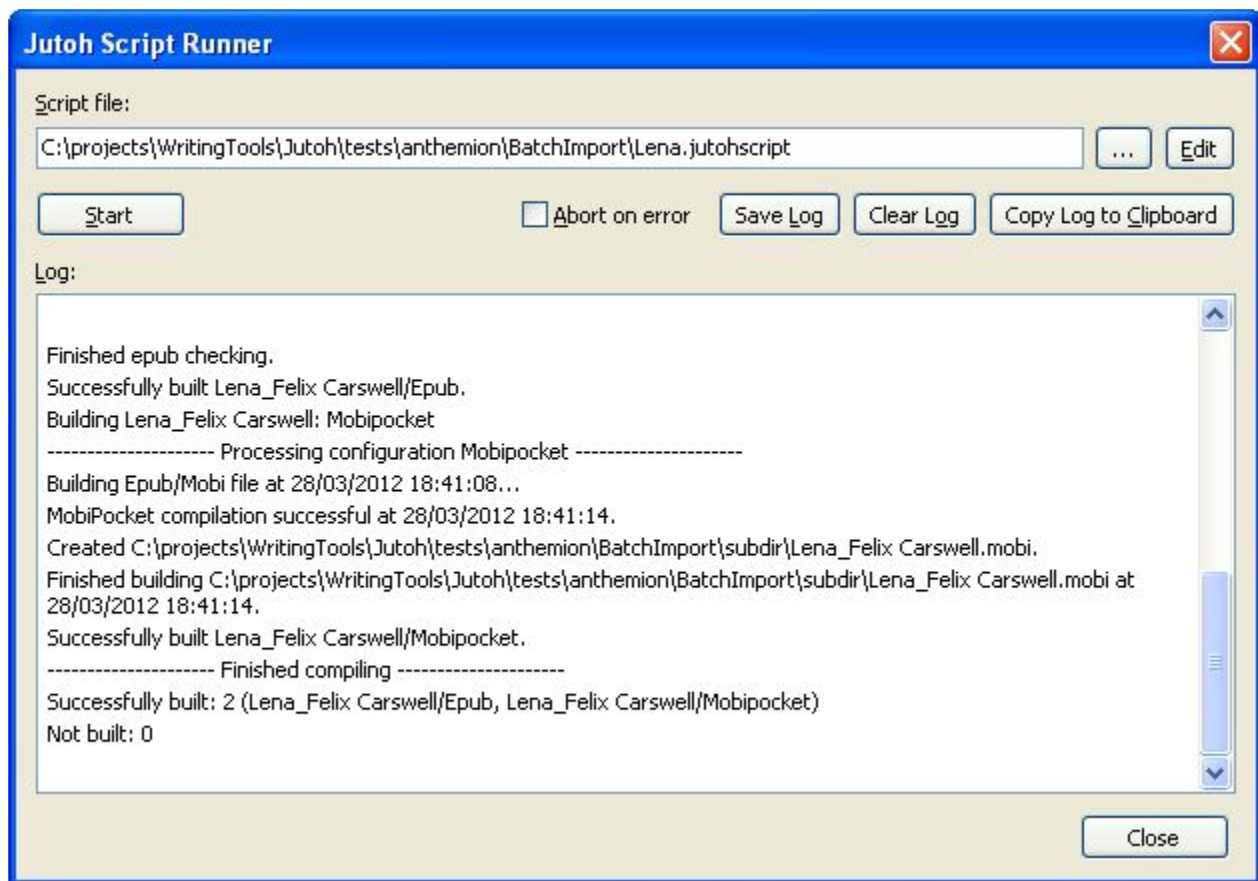 Jutoh Script Runner
Script file:
C:\projects\WritingTools\Jutoh\tests\anthemion\BatchImport\Lena.jutohscript ... Edit
Start Abort on error Save Log Clear Log Copy Log to Clipboard
Log:
Finished epub checking.
Successfully built Lena_Felix Carswell/Epub.
Building Lena_Felix Carswell: Mobipocket
--------------------- Processing configuration Mobipocket ---------------------
Building Epub/Mobi file at 28/03/2012 18:41:08...
MobiPocket compilation successful at 28/03/2012 18:41:14.
Created C:\projects\WritingTools\Jutoh\tests\anthemion\BatchImport\subdir\Lena_Felix Carswell.mobi.
Finished building C:\projects\WritingTools\Jutoh\tests\anthemion\BatchImport\subdir\Lena_Felix Carswell.mobi at
28/03/2012 18:41:14.
Successfully built Lena_Felix Carswell/Mobipocket.
--------------------- Finished compiling ---------------------
Successfully built: 2 (Lena_Felix Carswell/Epub, Lena_Felix Carswell/Mobipocket)
Not built: 0
Close